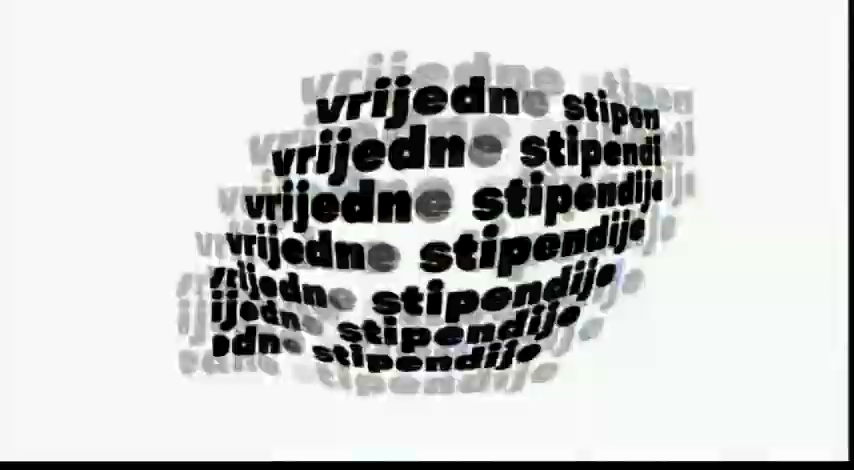 vrijedne stipen
vrijedne stipendi
vrijedne stipendije
vrijedne stipendije
vrijedne stipendije
ijedne stipendije
edne stipendije